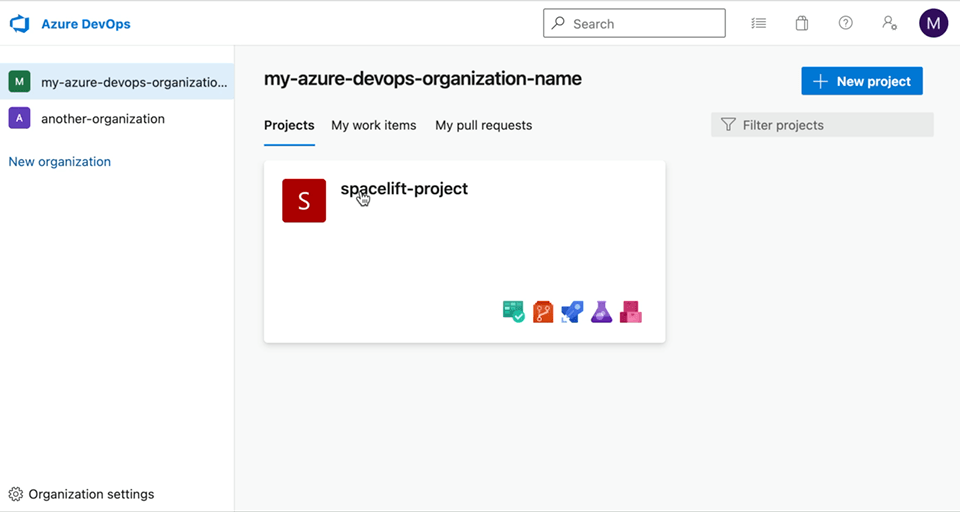 Azure DevOps
Search
M
M
my-azure-devops-organizatio...
A
another-organization
New organization
my-azure-devops-organization-name
New project
Projects
My work items
My pull requests
Filter projects
S
spacelift-project
Organization settings